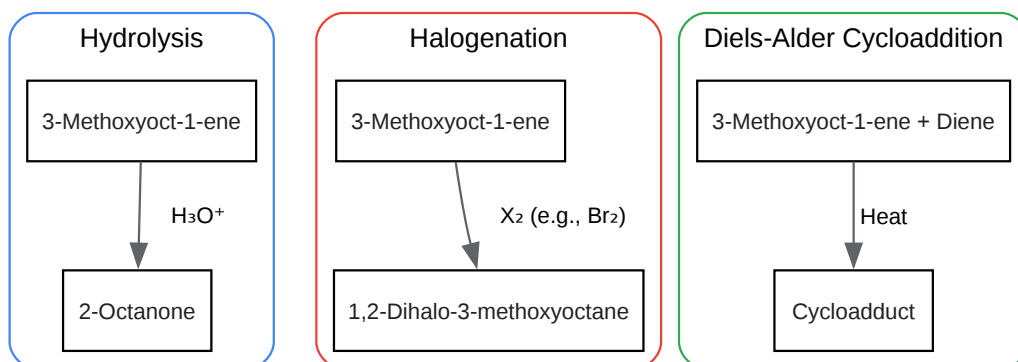 Hydrolysis
3-Methoxyoct-1-ene
H₃O⁺
2-Octanone
Halogenation
3-Methoxyoct-1-ene
X₂ (e.g., Br₂)
1,2-Dihalo-3-methoxyoctane
Diels-Alder Cycloaddition
3-Methoxyoct-1-ene + Diene
Heat
Cycloadduct